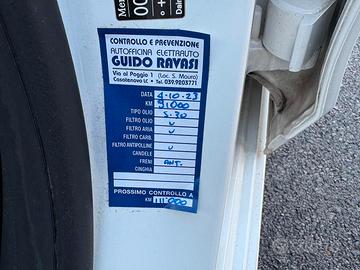 CONTROLLO E PREVENZIONE
AUTOFFICINA ELETTRAUTO
GUIDO RAVASI
Via al Poggio 1 (Loc. S. Mauro)
Casatenovo LC • Tel. 039.9203771
DATA 4-10-23
KM 91000
TIPO OLIO 5-30
FILTRO OLIO V
FILTRO ARIA V
FILTRO CARB.
FILTRO ANTIPOLLINE V
CANDELE
FRENI ANT.
CINGHIA
PROSSIMO CONTROLLO A
KM 111000